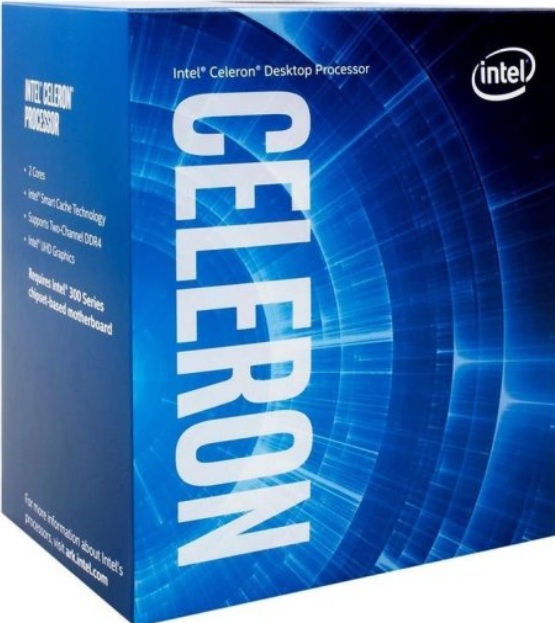 INTEL® CELERON®
PROCESSOR
• 2 Cores
• Intel® Smart Cache Technology
• Supports Two-Channel DDR4
• Intel® UHD Graphics
Requires Intel® 300 Series
chipset-based motherboard
For more information about Intel's
processors, visit ark.intel.com
Intel® Celeron® Desktop Processor
intel
CELERON